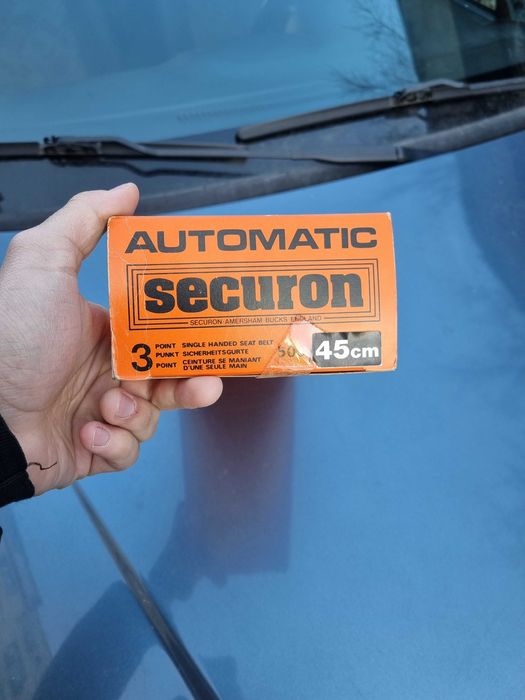 AUTOMATIC
securon
SECURON AMERSHAM BUCKS ENGLAND
3 POINT SINGLE HANDED SEAT BELT
PUNKT SICHERHEITSGURTE
POINT CEINTURE SE MANIANT
D'UNE SEULE MAIN
45cm